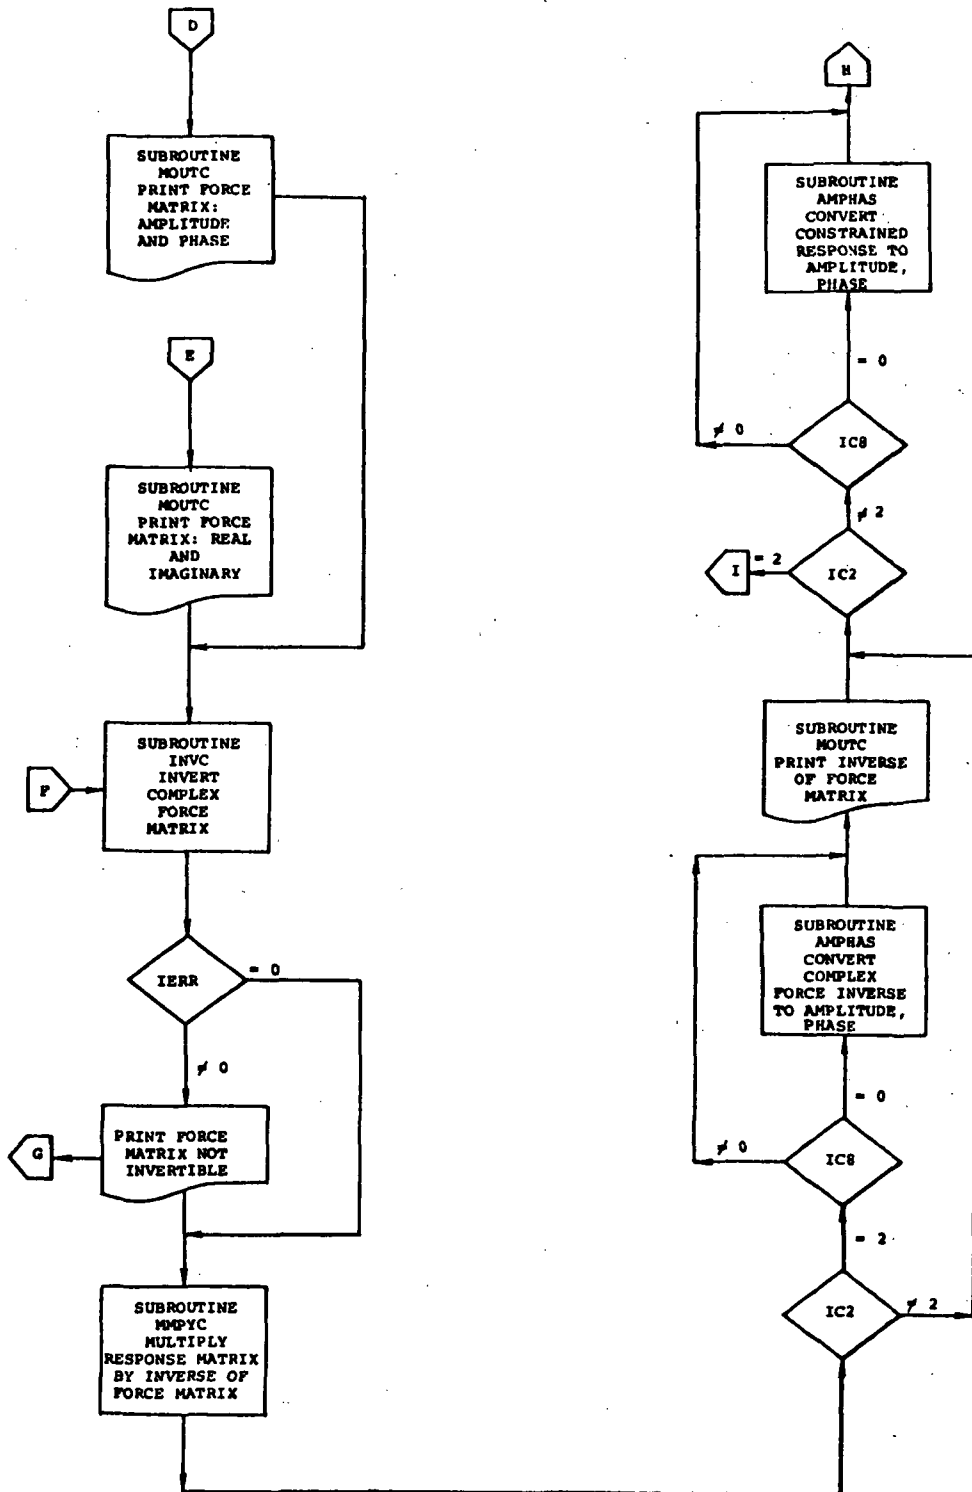 D
SUBROUTINE
MOUTC
PRINT FORCE
MATRIX:
AMPLITUDE
AND PHASE
E
SUBROUTINE
MOUTC
PRINT FORCE
MATRIX: REAL
AND
IMAGINARY
F
SUBROUTINE
INVC
INVERT
COMPLEX
FORCE
MATRIX
IERR
= 0
≠ 0
G
PRINT FORCE
MATRIX NOT
INVERTIBLE
SUBROUTINE
MMPYC
MULTIPLY
RESPONSE MATRIX
BY INVERSE OF
FORCE MATRIX
H
SUBROUTINE
AMPHAS
CONVERT
CONSTRAINED
RESPONSE TO
AMPLITUDE,
PHASE
= 0
≠ 0
IC8
≠ 2
I
= 2
IC2
SUBROUTINE
MOUTC
PRINT INVERSE
OF FORCE
MATRIX
SUBROUTINE
AMPHAS
CONVERT
COMPLEX
FORCE INVERSE
TO AMPLITUDE,
PHASE
= 0
≠ 0
IC8
= 2
IC2
≠ 2